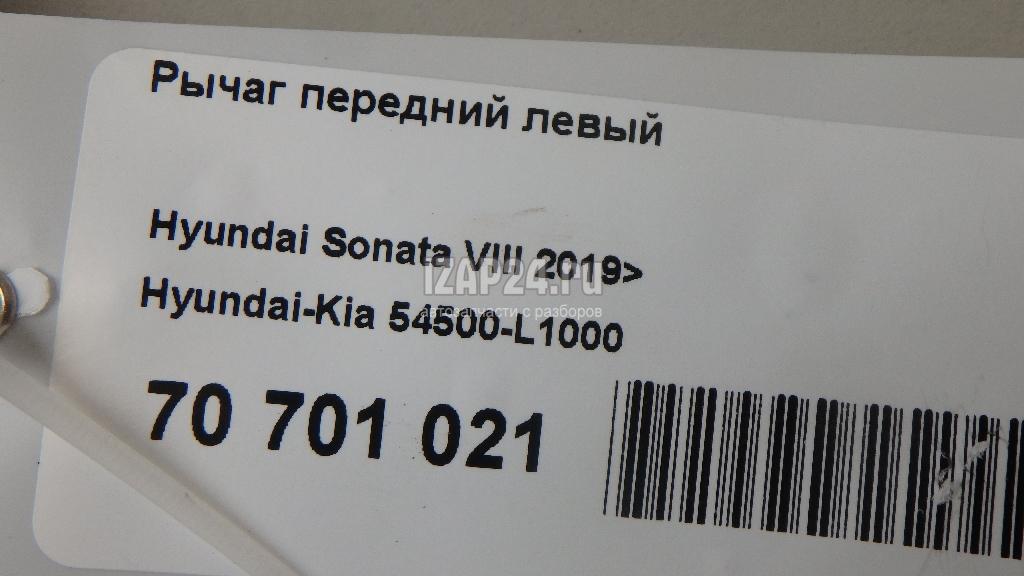 Рычаг передний левый
Hyundai Sonata VIII 2019>
IZAP24.ru
Hyundai-Kia 54500-L1000
автозапчасти с разборов
70 701 021